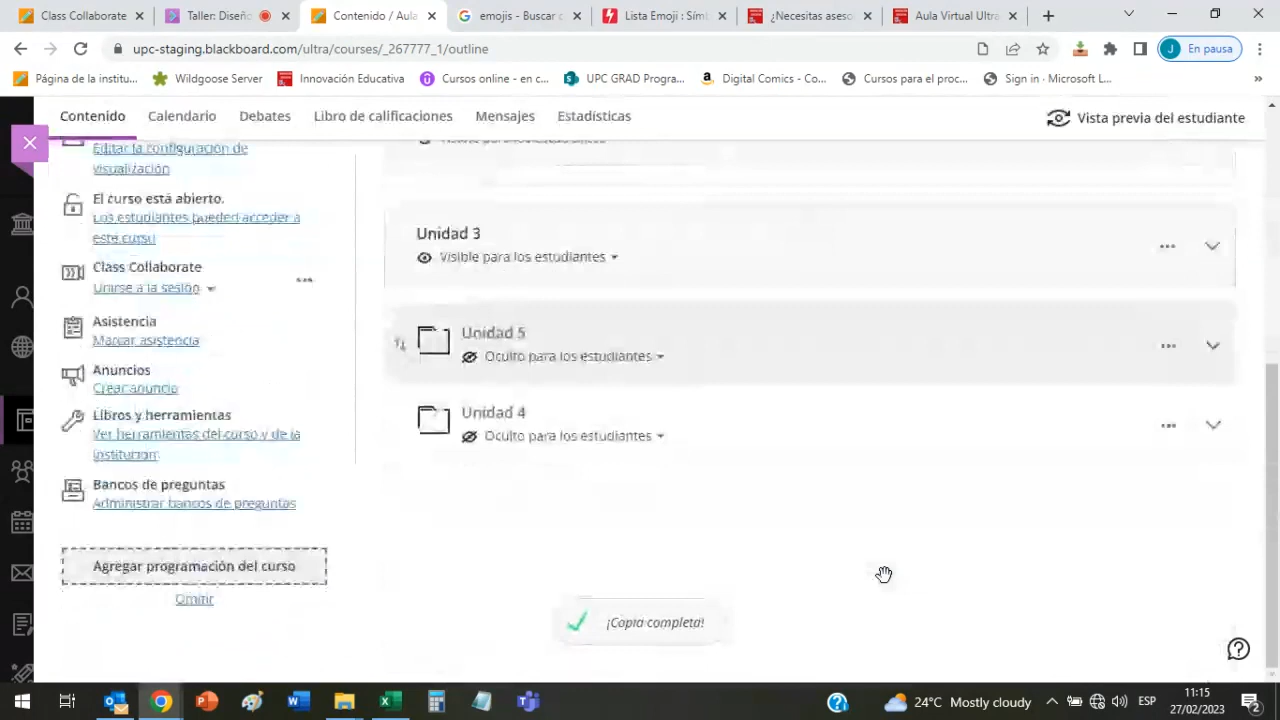 Class Collaborate
Taller: Diseño
Contenido / Aula
emojis - Buscar c
Lista Emoji : Símb
¿Necesitas asesc
Aula Virtual Ultra
upc-staging.blackboard.com/ultra/courses/_267777_1/outline
J En pausa
Página de la institu...
Wildgoose Server
Innovación Educativa
Cursos online - en c...
UPC GRAD Progra...
Digital Comics - Co...
Cursos para el proc...
Sign in · Microsoft L...
»
Contenido
Calendario
Debates
Libro de calificaciones
Mensajes
Estadísticas
Vista previa del estudiante
Editar la configuración de
visualización
El curso está abierto.
Los estudiantes pueden acceder a
este curso
Class Collaborate
Unirse a la sesión
Asistencia
Marcar asistencia
Anuncios
Crear anuncio
Libros y herramientas
Ver herramientas del curso y de la
institución.
Bancos de preguntas
Administrar bancos de preguntas
Agregar programación del curso
Omitir
Unidad 3
Visible para los estudiantes
Unidad 5
Oculto para los estudiantes
Unidad 4
Oculto para los estudiantes
¡Copia completa!
24°C Mostly cloudy
ESP
11:15
27/02/2023
2